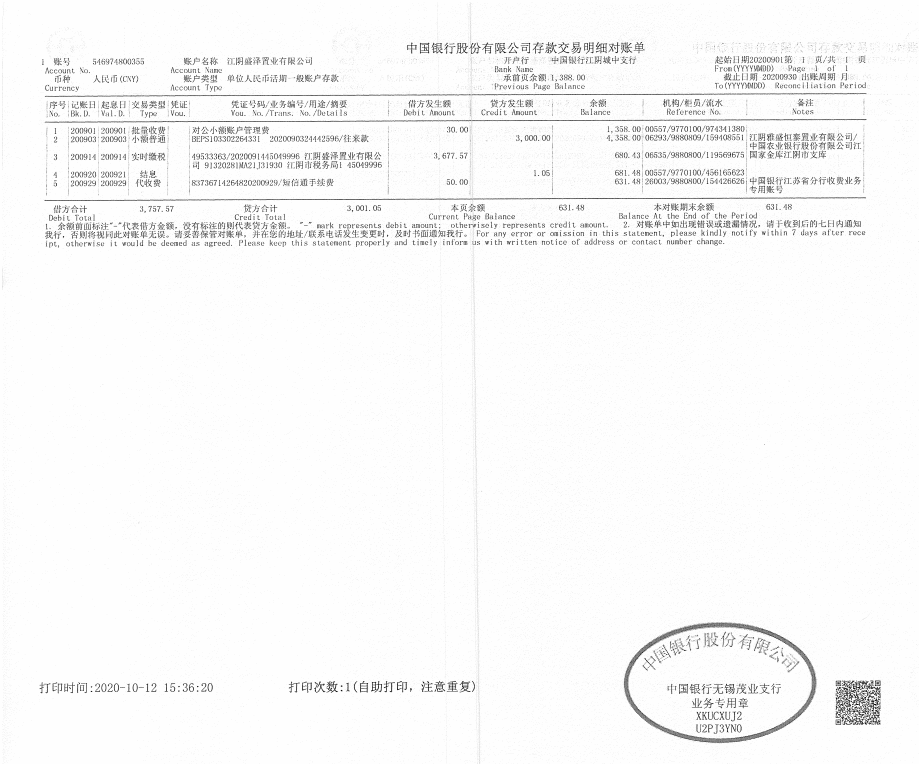 中国银行股份有限公司存款交易明细对账单
1 账号 546974800355 账户名称 江阴盛泽置业有限公司 开户行 中国银行江阴城中支行 起始日期20200901第 1 页/共 1 页
Account No. Account Name Bank Name From(YYYYMMDD) Page 1 of 1
币种 人民币(CNY) 账户类型 单位人民币活期一般账户存款 承前页余额 1,388.00 截止日期 20200930 出账周期 月
Currency Account Type Previous Page Balance To(YYYYMMDD) Reconciliation Period
序号 记账日 起息日 交易类型 凭证 凭证号码/业务编号/用途/摘要 借方发生额 贷方发生额 余额 机构/柜员/流水 备注
No. Bk.D. Val.D. Type Vou. Vou. No./Trans. No./Details Debit Amount Credit Amount Balance Reference No. Notes
1 200901 200901 批量收费 对公小额账户管理费 30.00 1,358.00 00557/9770100/974341380
2 200903 200903 小额普通 BEPS103302264331 2020090324442596/往来款 3,000.00 4,358.00 06293/9880809/159408551 江阴雅盛恒泰置业有限公司/
中国农业银行股份有限公司江
3 200914 200914 实时缴税 49533363/2020091445049996 江阴盛泽置业有限公 3,677.57 680.43 06535/9880800/119569675 国家金库江阴市支库
司 91320281MA21J31930 江阴市税务局1 45049996
4 200920 200921 结息 1.05 681.48 00557/9770100/456165623
5 200929 200929 代收费 83736714264820200929/短信通手续费 50.00 631.48 26003/9880800/154426626 中国银行江苏省分行收费业务
专用账号
借方合计 3,757.57 贷方合计 3,001.05 本页余额 631.48 本对账期末余额 631.48
Debit Total Credit Total Current Page Balance Balance At the End of the Period
1. 余额前面标注"-"代表借方金额，没有标注的则代表贷方金额。 "-" mark represents debit amount; otherwisely represents credit amount. 2. 对账单中如出现错误或遗漏情况，请于收到后的七日内通知
我行，否则将视同此对账单无误。请妥善保管对账单，并在您的地址/联系电话发生变更时，及时书面通知我行。 For any error or omission in this statement, please kindly notify within 7 days after rece
ipt, otherwise it would be deemed as agreed. Please keep this statement properly and timely inform us with written notice of address or contact number change.
中国银行股份有限公司
打印时间:2020-10-12 15:36:20 打印次数:1(自助打印，注意重复) 中国银行无锡茂业支行
业务专用章
XKUCXUJ2
U2PJ3YNO